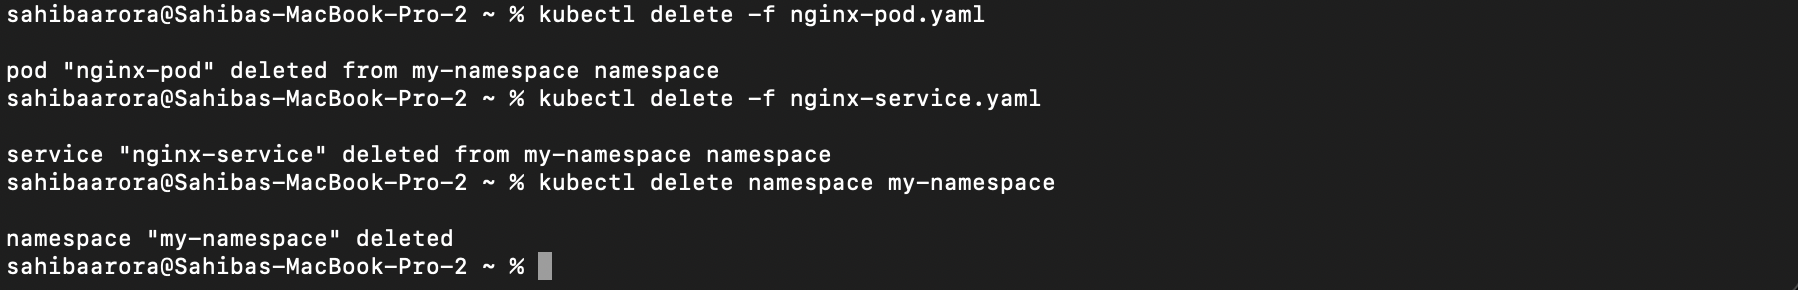 sahibaarora@Sahibas-MacBook-Pro-2 ~ % kubectl delete -f nginx-pod.yaml
pod "nginx-pod" deleted from my-namespace namespace
sahibaarora@Sahibas-MacBook-Pro-2 ~ % kubectl delete -f nginx-service.yaml
service "nginx-service" deleted from my-namespace namespace
sahibaarora@Sahibas-MacBook-Pro-2 ~ % kubectl delete namespace my-namespace
namespace "my-namespace" deleted
sahibaarora@Sahibas-MacBook-Pro-2 ~ %